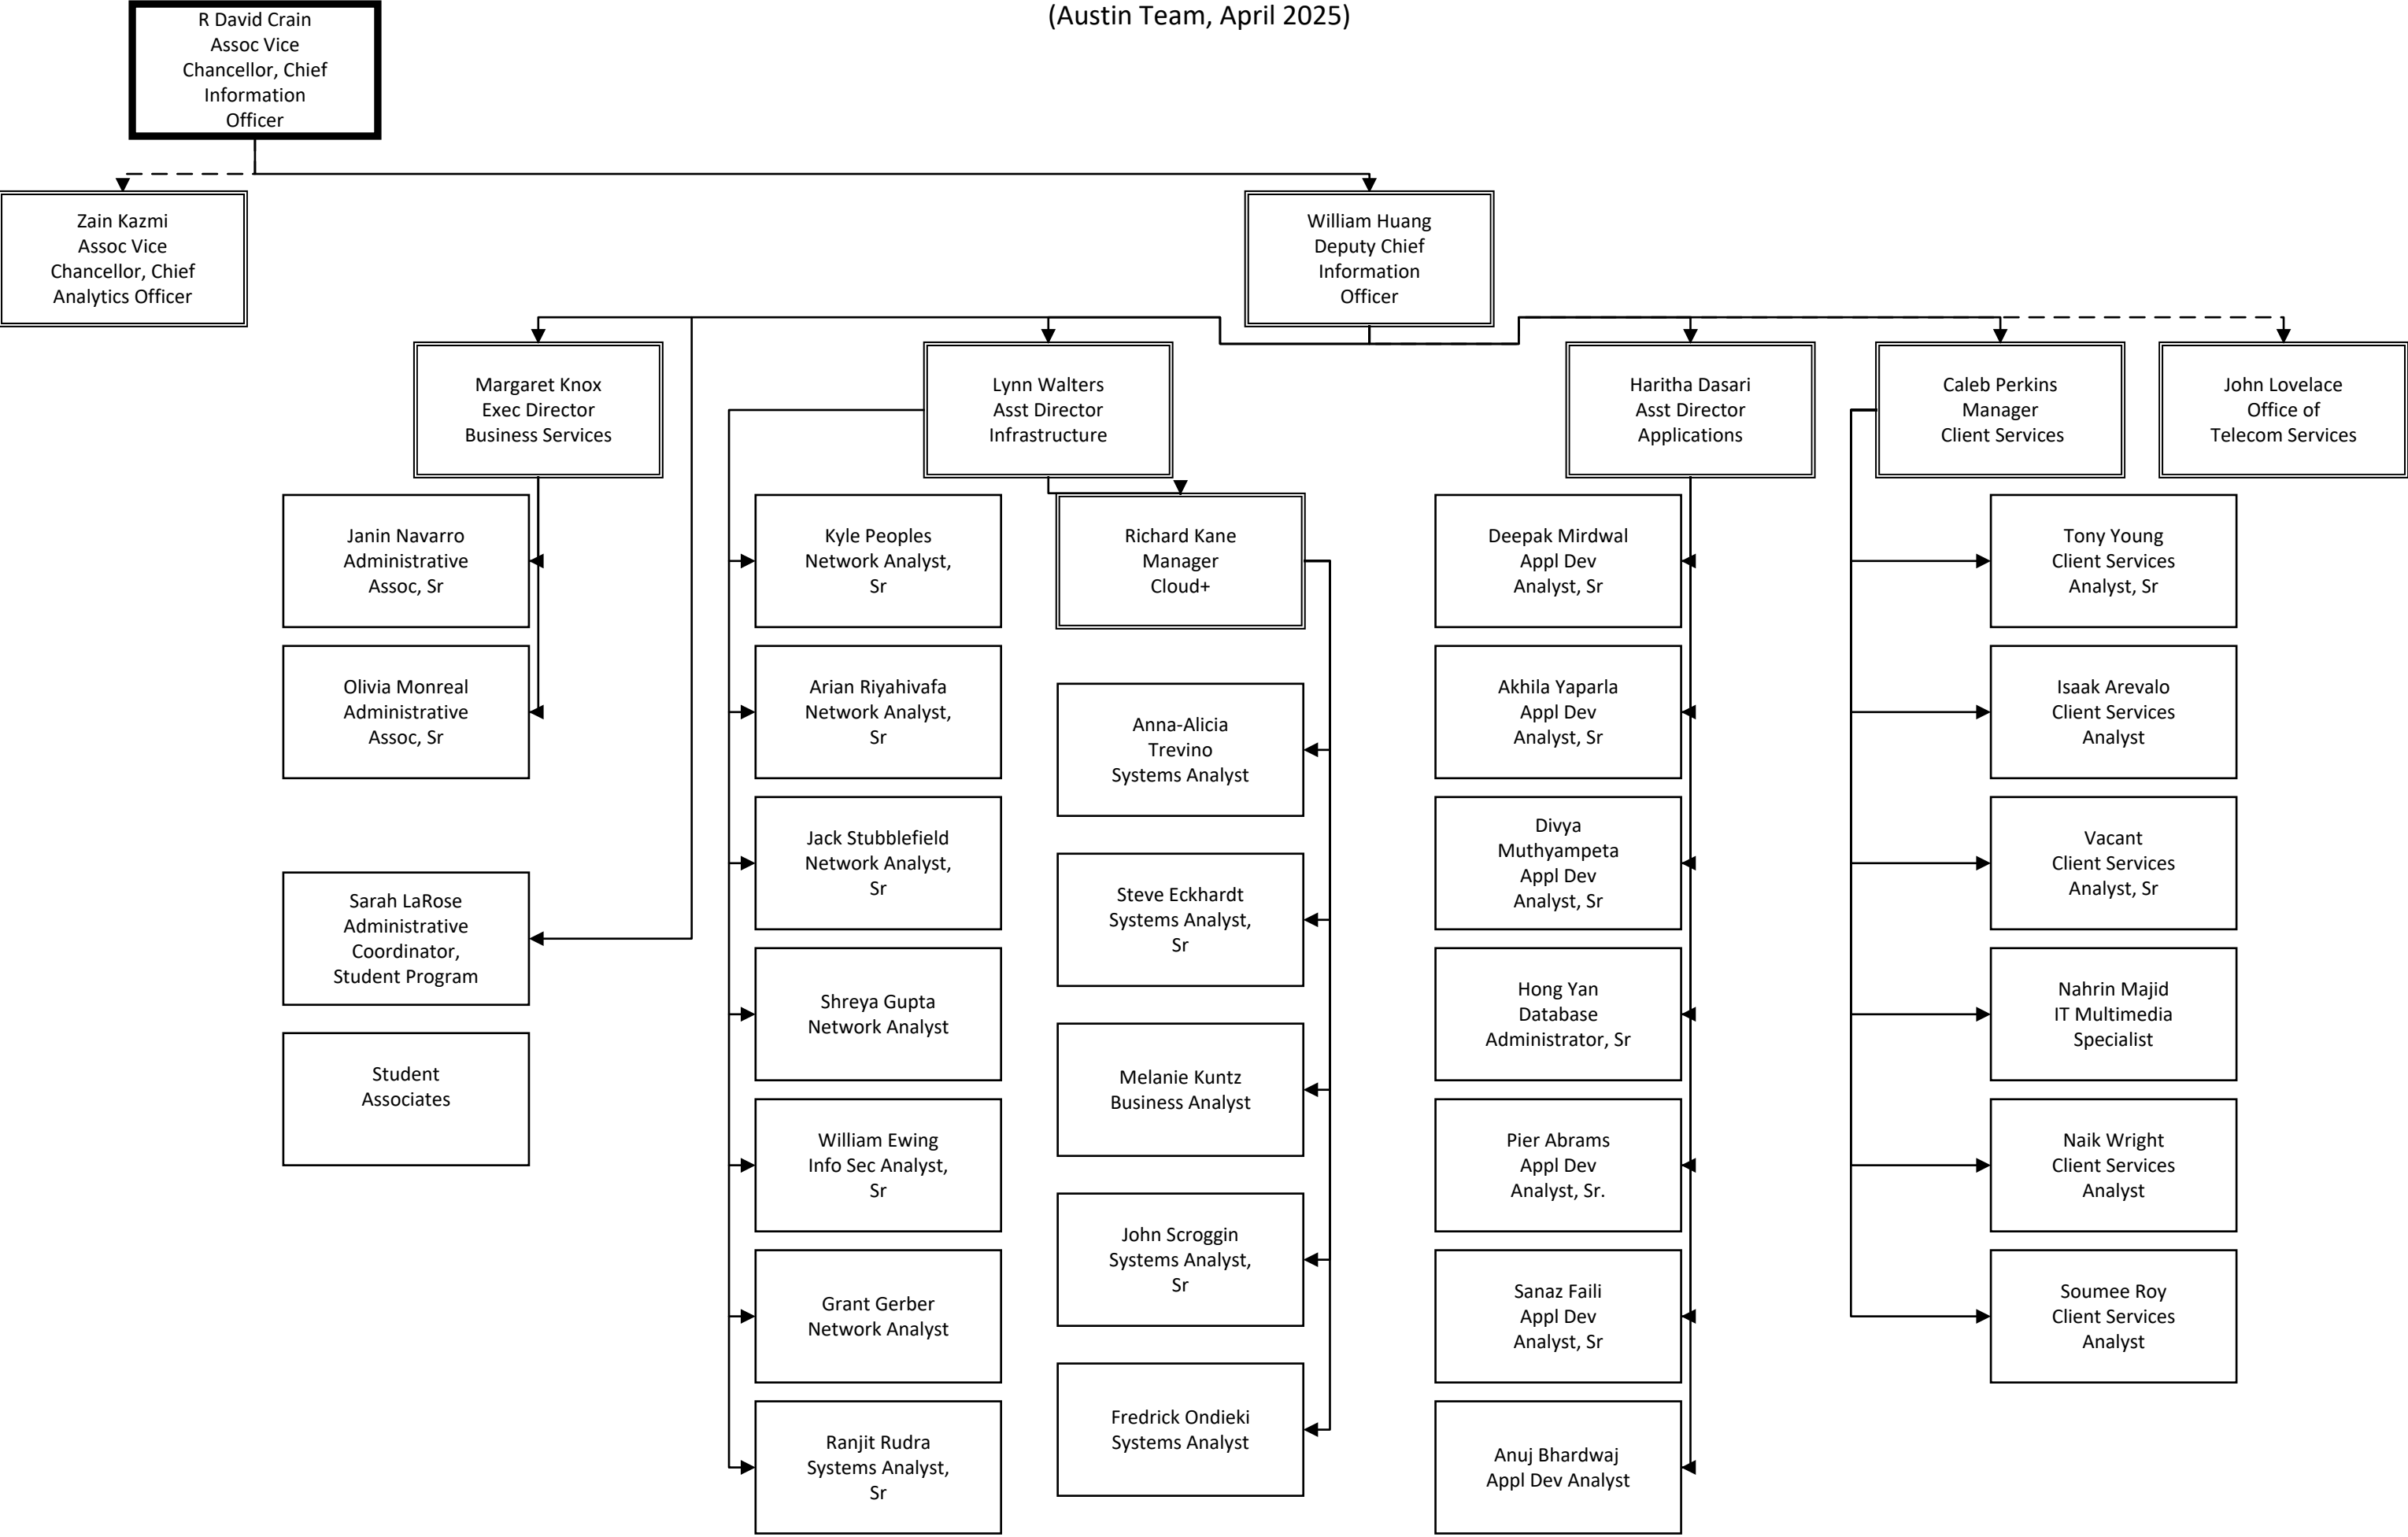 (Austin Team, April 2025)
R David Crain
Assoc Vice
Chancellor, Chief
Information
Officer
Zain Kazmi
Assoc Vice
Chancellor, Chief
Analytics Officer
William Huang
Deputy Chief
Information
Officer
Margaret Knox
Exec Director
Business Services
Lynn Walters
Asst Director
Infrastructure
Haritha Dasari
Asst Director
Applications
Caleb Perkins
Manager
Client Services
John Lovelace
Office of
Telecom Services
Janin Navarro
Administrative
Assoc, Sr
Olivia Monreal
Administrative
Assoc, Sr
Sarah LaRose
Administrative
Coordinator,
Student Program
Student
Associates
Kyle Peoples
Network Analyst,
Sr
Arian Riyahivafa
Network Analyst,
Sr
Jack Stubblefield
Network Analyst,
Sr
Shreya Gupta
Network Analyst
William Ewing
Info Sec Analyst,
Sr
Grant Gerber
Network Analyst
Ranjit Rudra
Systems Analyst,
Sr
Richard Kane
Manager
Cloud+
Anna-Alicia
Trevino
Systems Analyst
Steve Eckhardt
Systems Analyst,
Sr
Melanie Kuntz
Business Analyst
John Scroggin
Systems Analyst,
Sr
Fredrick Ondieki
Systems Analyst
Deepak Mirdwal
Appl Dev
Analyst, Sr
Akhila Yaparla
Appl Dev
Analyst, Sr
Divya
Muthyampeta
Appl Dev
Analyst, Sr
Hong Yan
Database
Administrator, Sr
Pier Abrams
Appl Dev
Analyst, Sr.
Sanaz Faili
Appl Dev
Analyst, Sr
Anuj Bhardwaj
Appl Dev Analyst
Tony Young
Client Services
Analyst, Sr
Isaak Arevalo
Client Services
Analyst
Vacant
Client Services
Analyst, Sr
Nahrin Majid
IT Multimedia
Specialist
Naik Wright
Client Services
Analyst
Soumee Roy
Client Services
Analyst